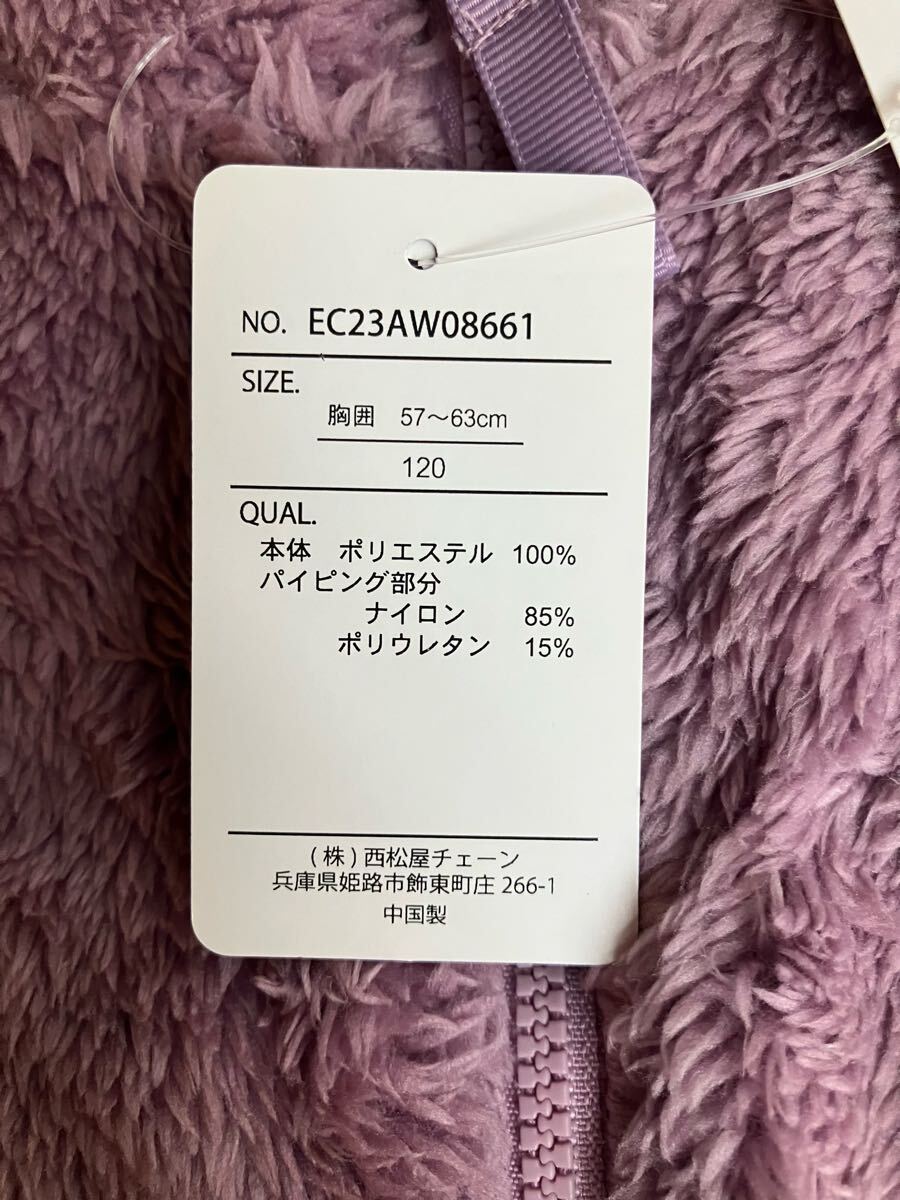 NO. EC23AW08661
SIZE.
胸囲 57～63cm
120
QUAL.
本体 ポリエステル 100%
パイピング部分
ナイロン 85%
ポリウレタン 15%
(株)西松屋チェーン
兵庫県姫路市飾東町庄 266-1
中国製